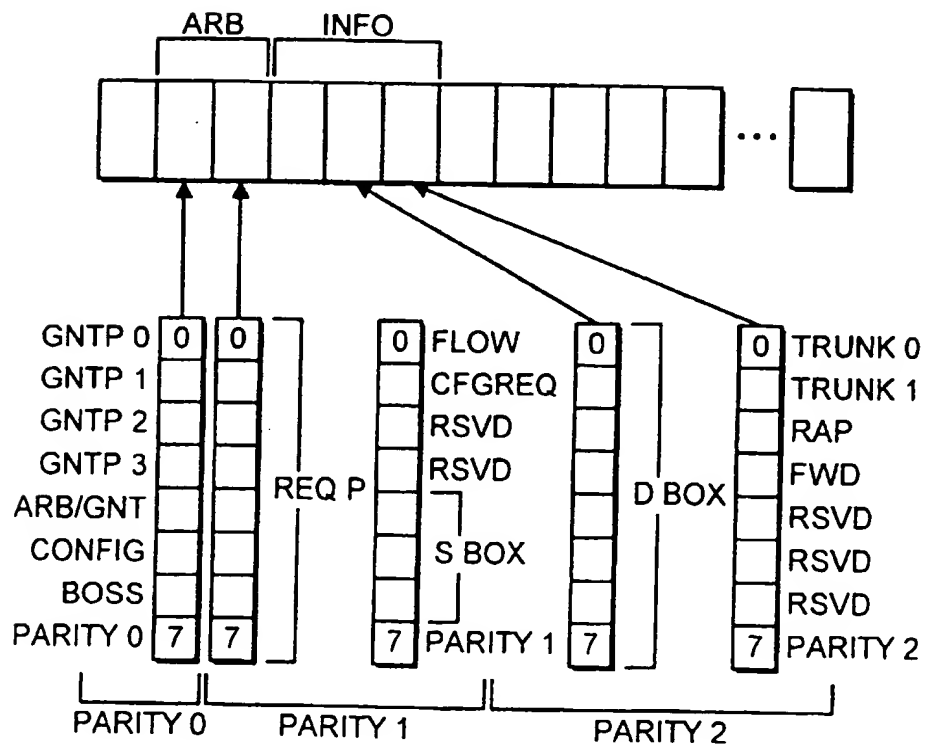 ARB INFO
...
GNTP 0 0 0 0 FLOW 0 0 TRUNK 0
GNTP 1 CFGREQ TRUNK 1
GNTP 2 RSVD RAP
GNTP 3 RSVD FWD
REQ P D BOX
ARB/GNT RSVD
CONFIG S BOX RSVD
BOSS RSVD
PARITY 0 7 7 7 PARITY 1 7 7 PARITY 2
PARITY 0 PARITY 1 PARITY 2